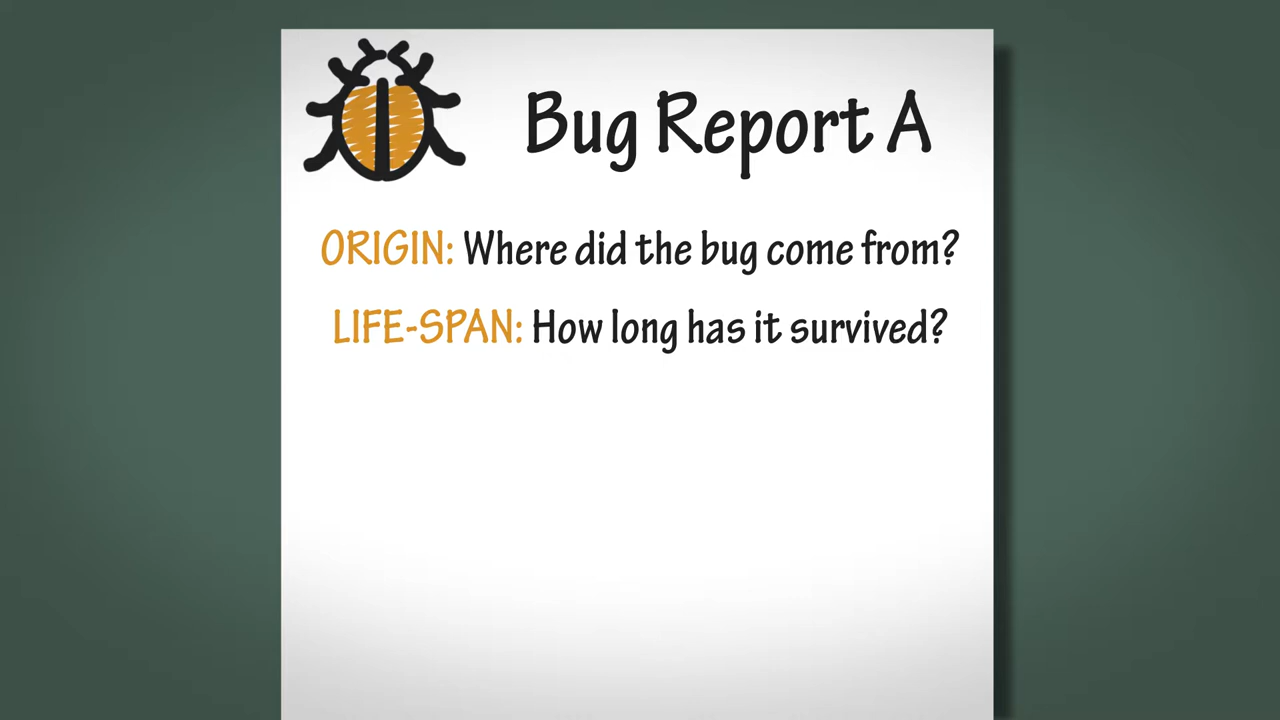 Bug Report A
ORIGIN: Where did the bug come from?
LIFE-SPAN: How long has it survived?